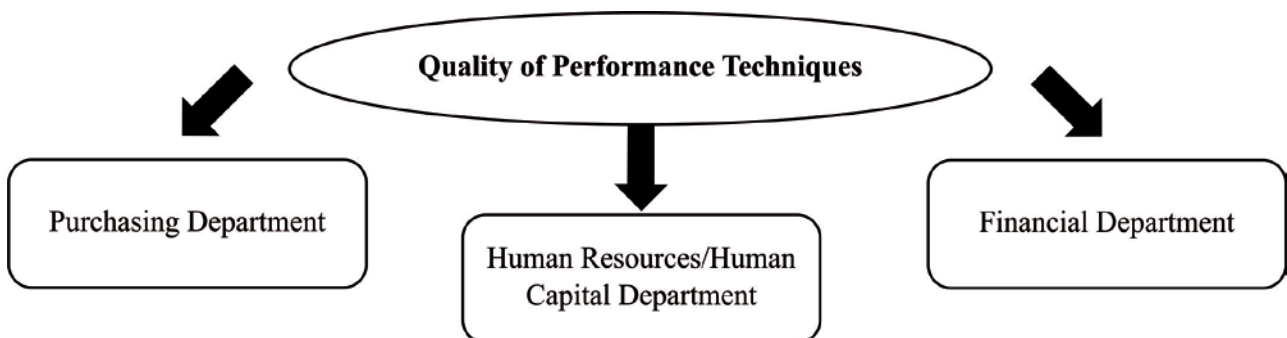 Quality of Performance Techniques
Purchasing Department
Human Resources/Human
Capital Department
Financial Department